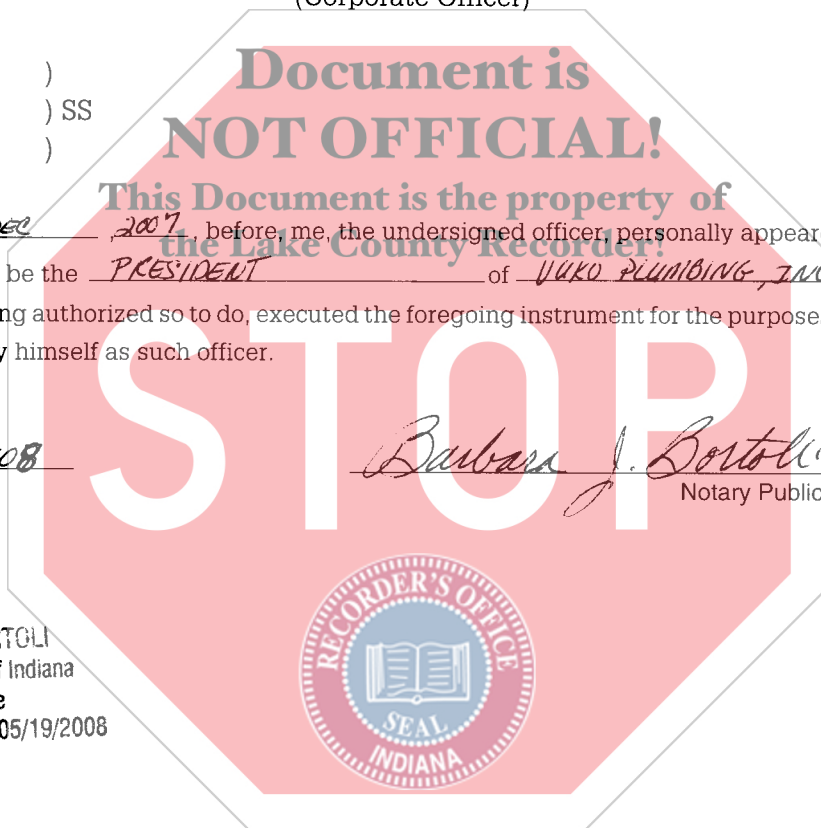 (Corporate Officer)
)
) SS
)
Document is
NOT OFFICIAL!
This Document is the property of
the Lake County Recorder!
DEC , 2007 , before, me, the undersigned officer, personally appear
be the PRESIDENT of VUKO PLUMBING, INC
ng authorized so to do, executed the foregoing instrument for the purpose
y himself as such officer.
STOP
08
Barbara J. Bortoli
Notary Public
RECORDER'S OFFICE
SEAL
INDIANA
TOLI
f Indiana
e
05/19/2008